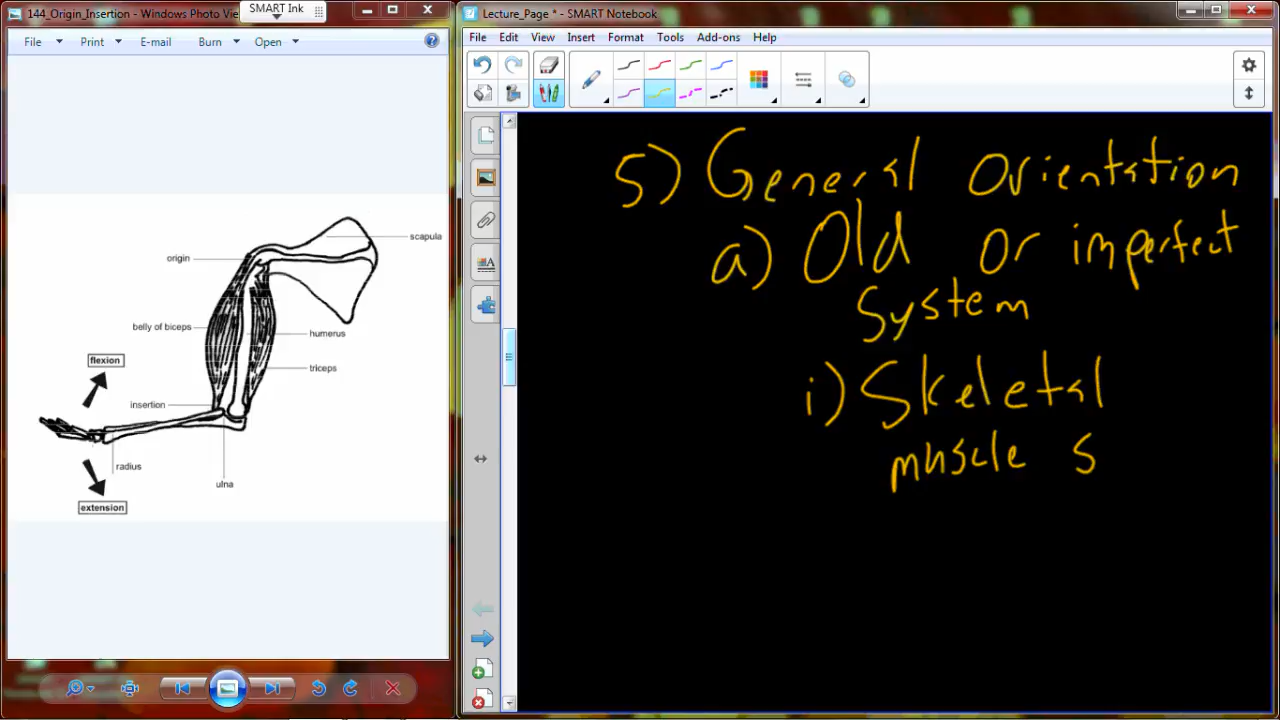 144_Origin_Insertion - Windows Photo Vie
SMART Ink
File Print E-mail Burn Open
scapula
origin
belly of biceps
humerus
flexion
triceps
insertion
radius
ulna
extension
Lecture_Page * - SMART Notebook
File Edit View Insert Format Tools Add-ons Help
5) General Orientation
a) Old or imperfect
system
i) Skeletal
muscle s